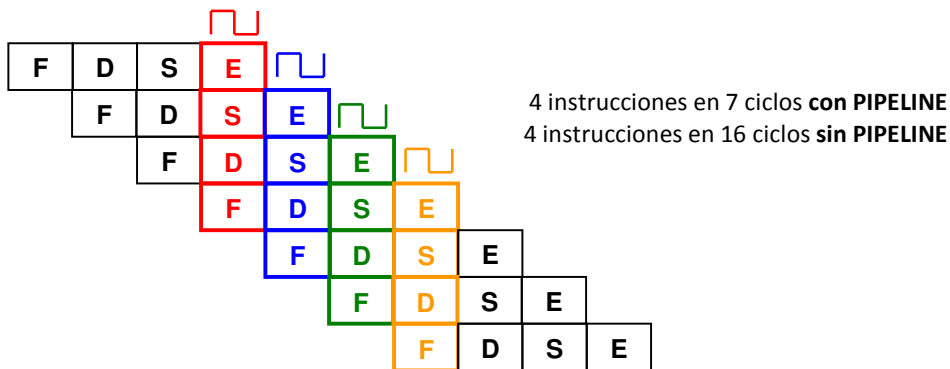 F D S E
F D S E
F D S E
F D S E
F D S E
F D S E
F D S E
4 instrucciones en 7 ciclos con PIPELINE
4 instrucciones en 16 ciclos sin PIPELINE